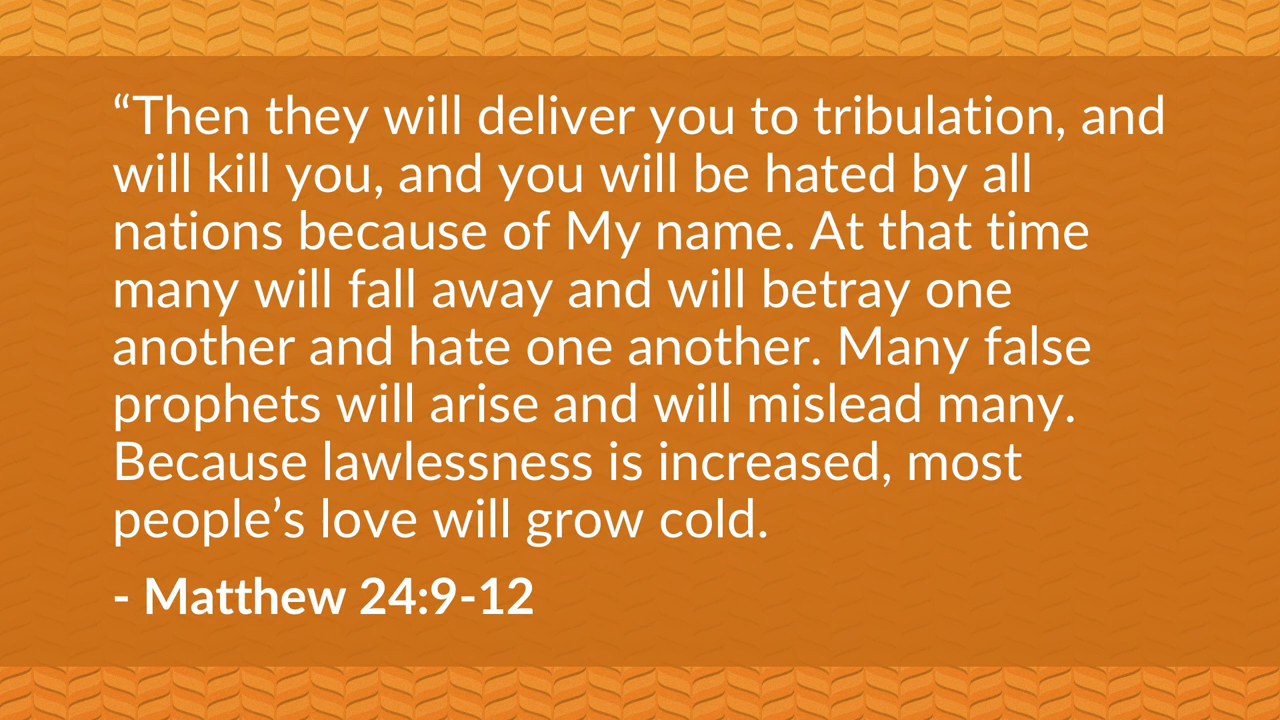 “Then they will deliver you to tribulation, and
will kill you, and you will be hated by all
nations because of My name. At that time
many will fall away and will betray one
another and hate one another. Many false
prophets will arise and will mislead many.
Because lawlessness is increased, most
people’s love will grow cold.
- Matthew 24:9-12